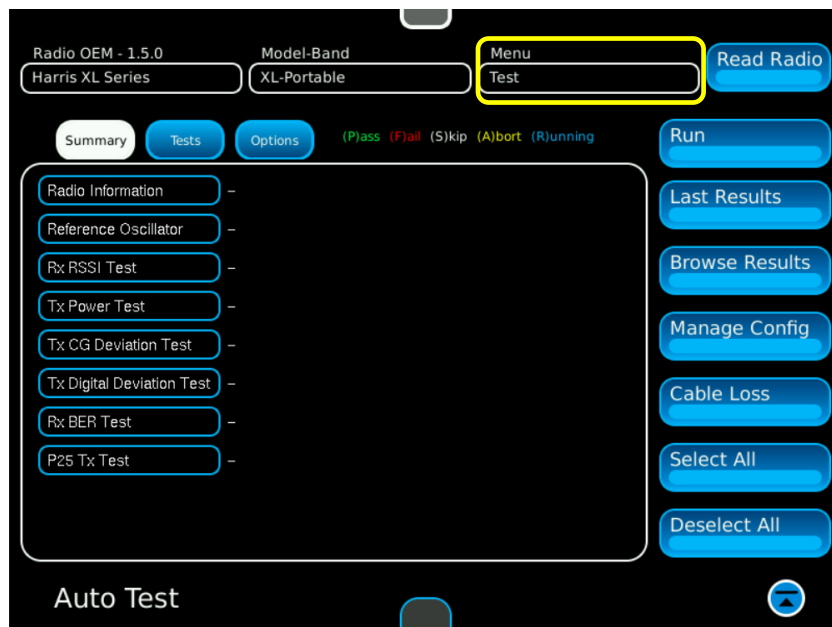 Radio OEM - 1.5.0
Harris XL Series
Model-Band
XL-Portable
Menu
Test
Read Radio
Summary
Tests
Options
(P)ass (F)ail (S)kip (A)bort (R)unning
Run
Last Results
Browse Results
Manage Config
Cable Loss
Select All
Deselect All
Radio Information –
Reference Oscillator –
Rx RSSI Test –
Tx Power Test –
Tx CG Deviation Test –
Tx Digital Deviation Test –
Rx BER Test –
P25 Tx Test –
Auto Test